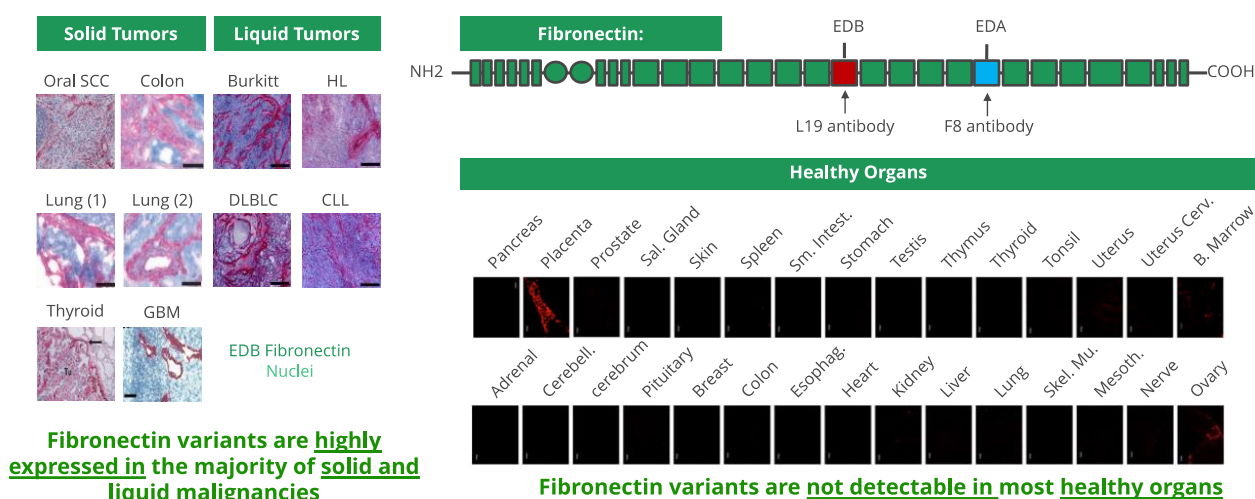 Solid Tumors
Liquid Tumors
Oral SCC
Colon
Burkitt
HL
Lung (1)
Lung (2)
DLBLC
CLL
Thyroid
GBM
Tu
EDB Fibronectin
Nuclei
Fibronectin variants are highly
expressed in the majority of solid and
liquid malignancies
Fibronectin:
EDB
EDA
NH2
COOH
L19 antibody
F8 antibody
Healthy Organs
Pancreas
Placenta
Prostate
Sal. Gland
Skin
Spleen
Sm. Intest.
Stomach
Testis
Thymus
Thyroid
Tonsil
Uterus
Uterus Cerv.
B. Marrow
Adrenal
Cerebell.
cerebrum
Pituitary
Breast
Colon
Esophag.
Heart
Kidney
Liver
Lung
Skel. Mu.
Mesoth.
Nerve
Ovary
Fibronectin variants are not detectable in most healthy organs